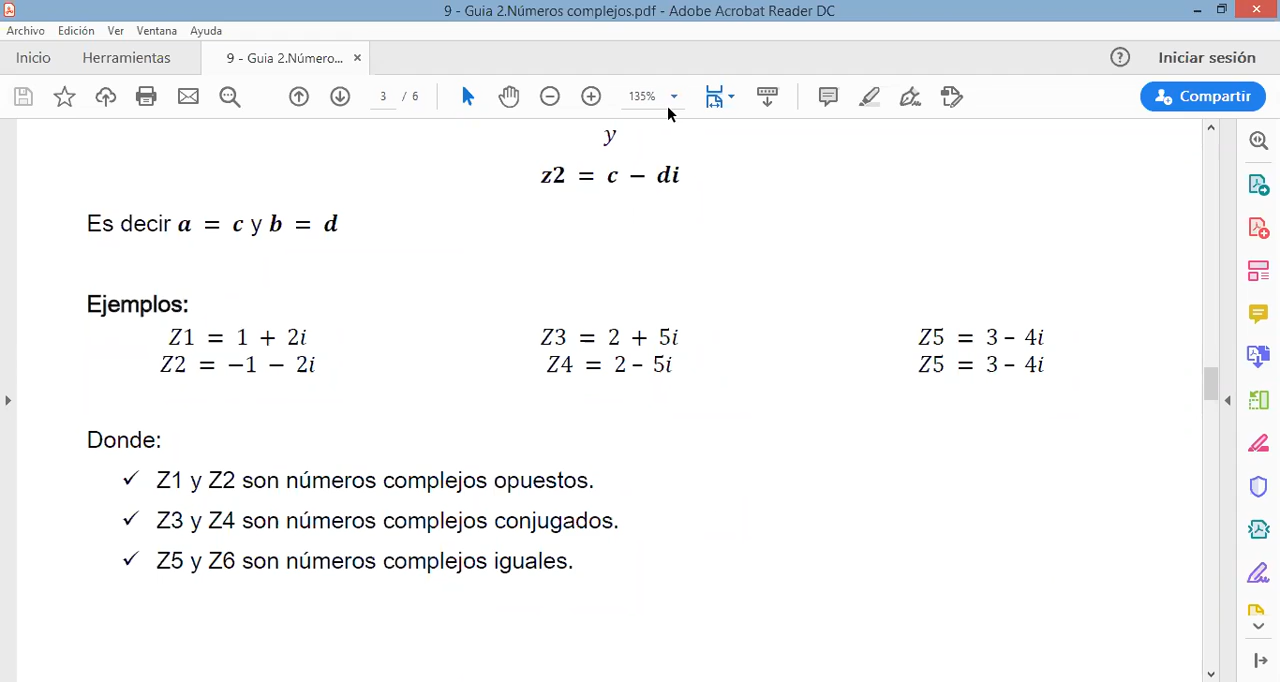 9 - Guia 2.Números complejos.pdf - Adobe Acrobat Reader DC
Archivo Edición Ver Ventana Ayuda
Inicio Herramientas 9 - Guia 2.Número... × Iniciar sesión
3 / 6 135% Compartir
y
z2 = c − di
Es decir a = c y b = d
Ejemplos:
Z1 = 1 + 2i Z3 = 2 + 5i Z5 = 3 – 4i
Z2 = −1 − 2i Z4 = 2 – 5i Z5 = 3 – 4i
Donde:
✓ Z1 y Z2 son números complejos opuestos.
✓ Z3 y Z4 son números complejos conjugados.
✓ Z5 y Z6 son números complejos iguales.